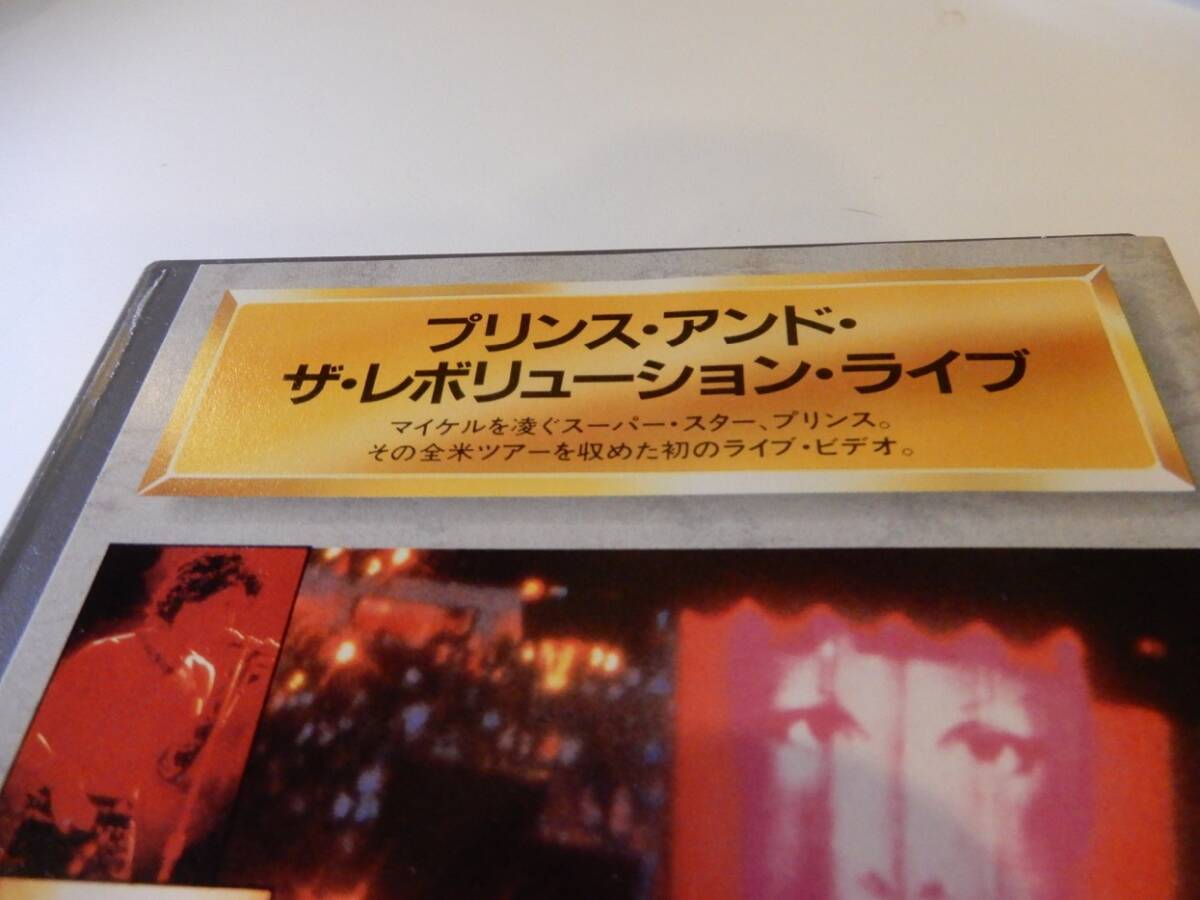 プリンス・アンド・
ザ・レボリューション・ライブ
マイケルを凌ぐスーパー・スター、プリンス。
その全米ツアーを収めた初のライブ・ビデオ。